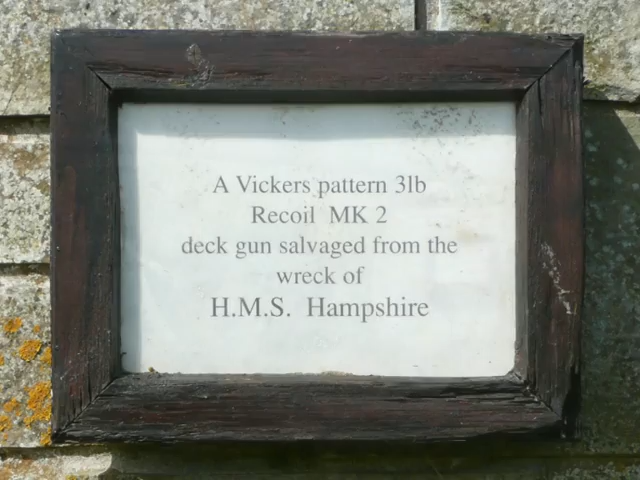 A Vickers pattern 3lb
Recoil MK 2
deck gun salvaged from the
wreck of
H.M.S. Hampshire